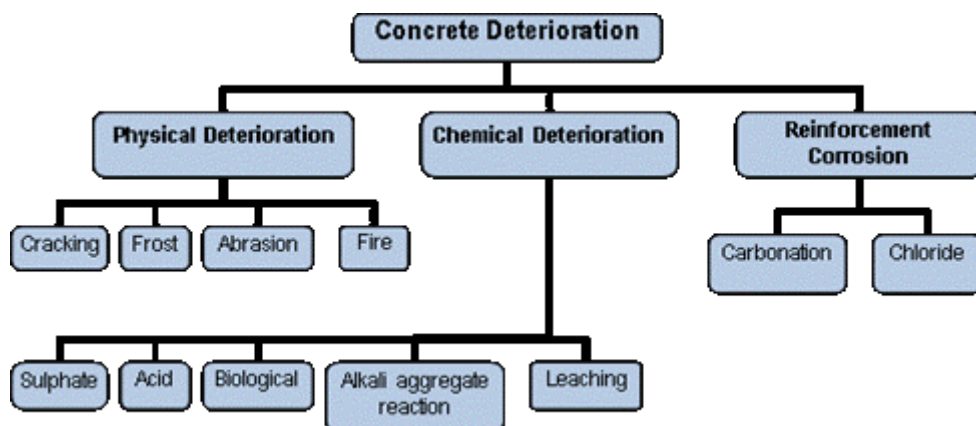 Concrete Deterioration
Physical Deterioration
Chemical Deterioration
Reinforcement
Corrosion
Cracking
Frost
Abrasion
Fire
Carbonation
Chloride
Sulphate
Acid
Biological
Alkali aggregate
reaction
Leaching